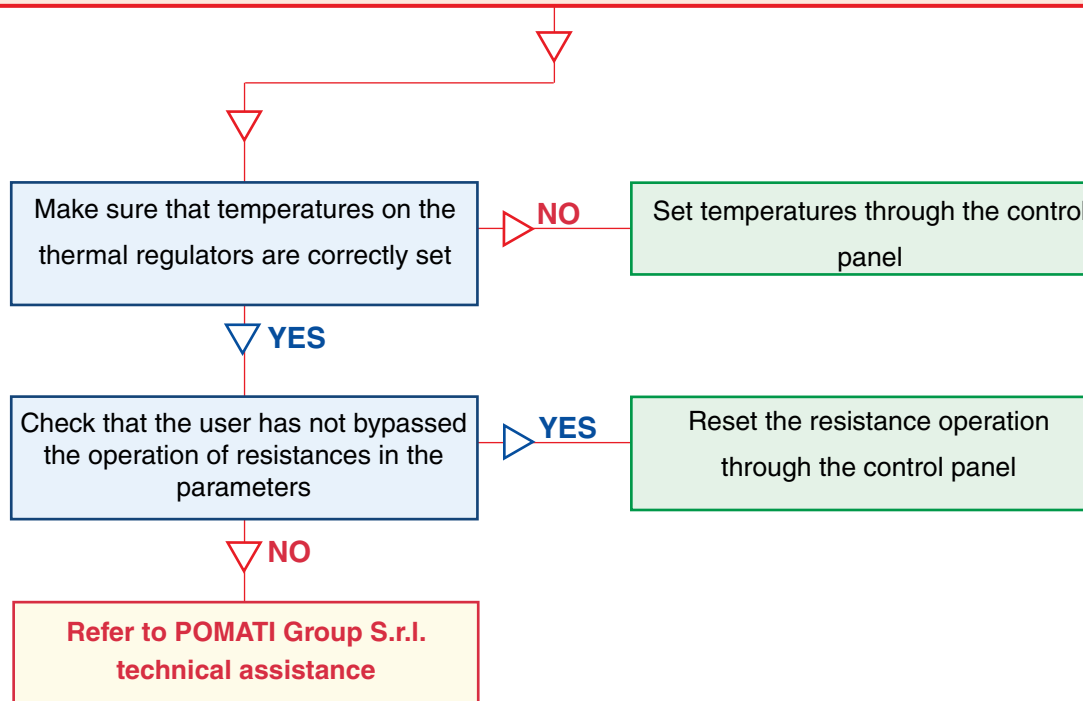 Make sure that temperatures on the
thermal regulators are correctly set
NO
Set temperatures through the control
panel
YES
Check that the user has not bypassed
the operation of resistances in the
parameters
YES
Reset the resistance operation
through the control panel
NO
Refer to POMATI Group S.r.l.
technical assistance